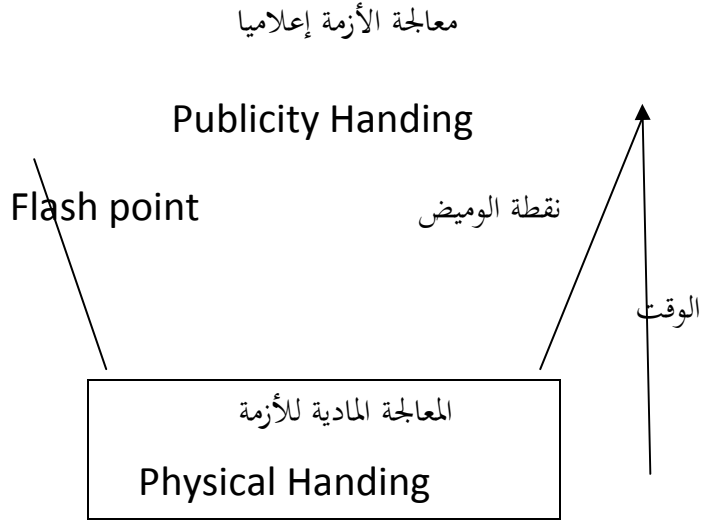 معالجة الأزمة إعلاميا
Publicity Handing
Flash point
نقطة الوميض
الوقت
المعالجة المادية للأزمة
Physical Handing